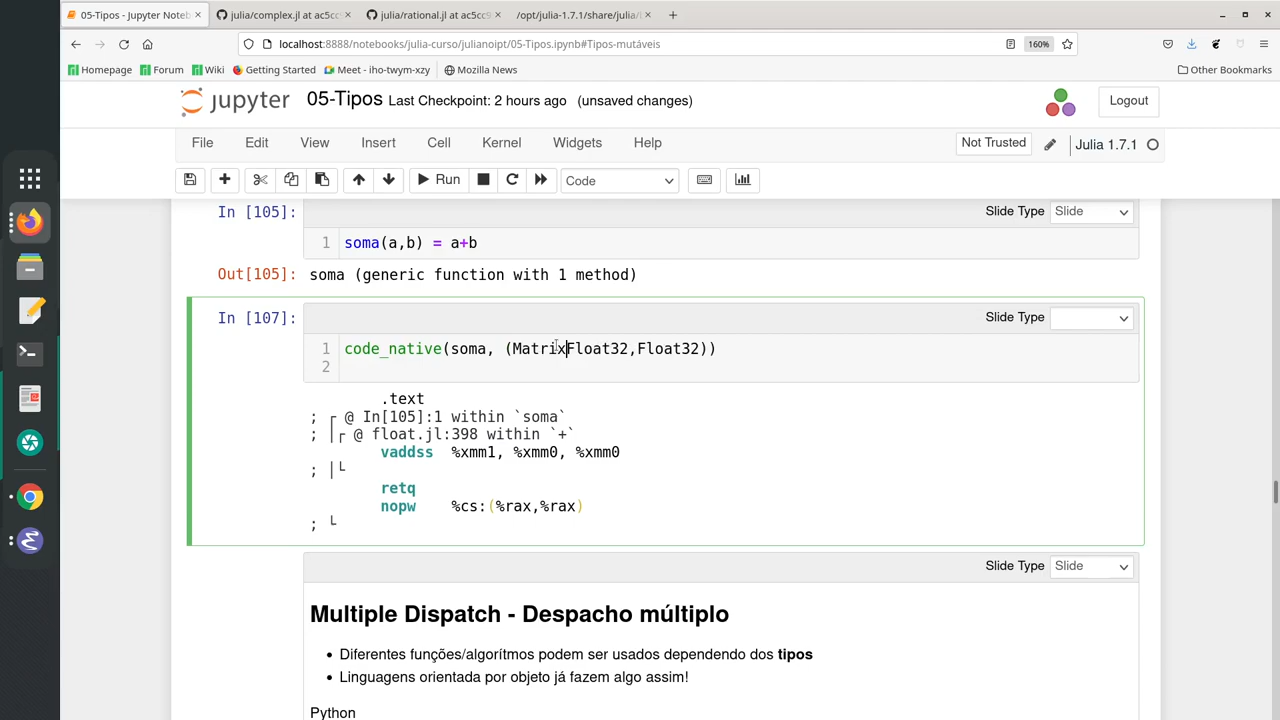 05-Tipos - Jupyter Noteb
julia/complex.jl at ac5cc
julia/rational.jl at ac5cc9
/opt/julia-1.7.1/share/julia/
localhost:8888/notebooks/julia-curso/julianoipt/05-Tipos.ipynb#Tipos-mutáveis
160%
Homepage Forum Wiki Getting Started Meet - iho-twym-xzy Mozilla News Other Bookmarks
jupyter 05-Tipos Last Checkpoint: 2 hours ago (unsaved changes) Logout
File Edit View Insert Cell Kernel Widgets Help Not Trusted Julia 1.7.1
Run Code
In [105]: Slide Type Slide
1 soma(a,b) = a+b
Out[105]: soma (generic function with 1 method)
In [107]: Slide Type
1 code_native(soma, (MatrixFloat32,Float32))
2
.text
; ┌ @ In[105]:1 within `soma`
; │┌ @ float.jl:398 within `+`
vaddss %xmm1, %xmm0, %xmm0
; │└
retq
nopw %cs:(%rax,%rax)
; └
Slide Type Slide
Multiple Dispatch - Despacho múltiplo
• Diferentes funções/algorítmos podem ser usados dependendo dos tipos
• Linguagens orientada por objeto já fazem algo assim!
Python